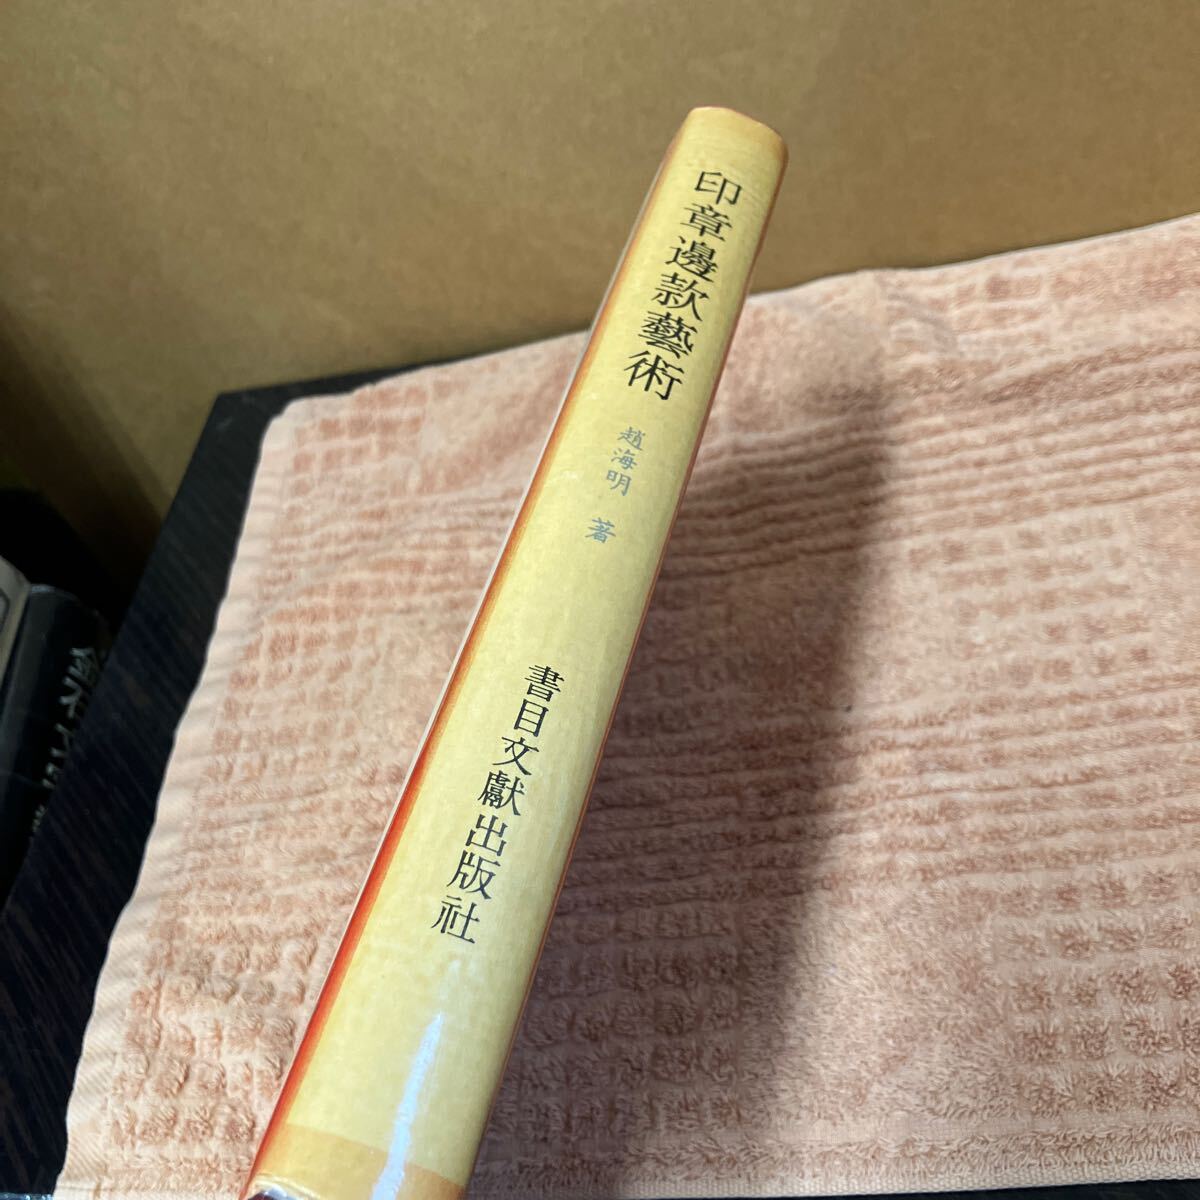 印章邊款藝術
趙海明 著
書目文獻出版社